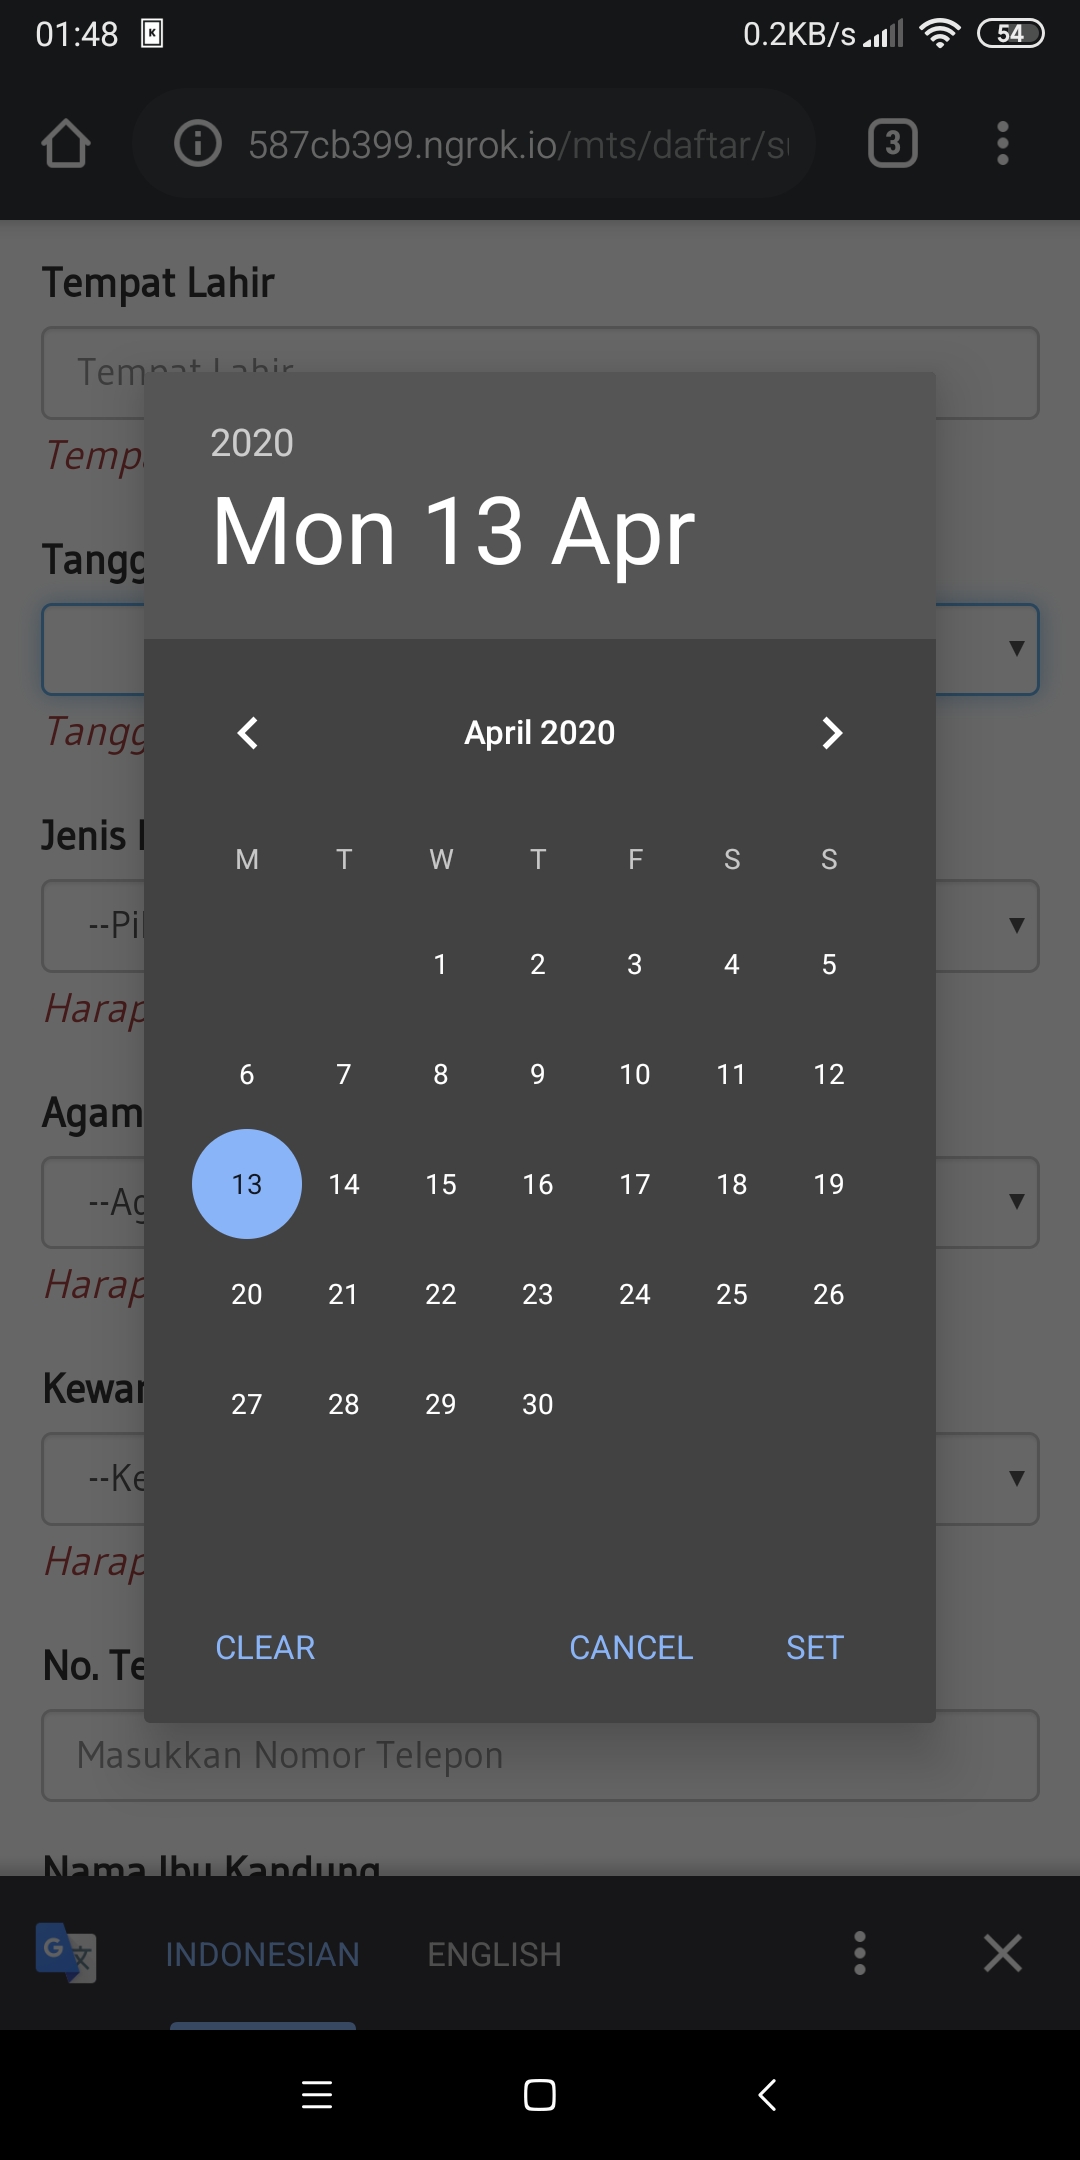 01:48 K 0.2KB/s 54
587cb399.ngrok.io/mts/daftar/s
3
Tempat Lahir
Tempat Lahir
2020
Mon 13 Apr
April 2020
M T W T F S S
1 2 3 4 5
6 7 8 9 10 11 12
13 14 15 16 17 18 19
20 21 22 23 24 25 26
27 28 29 30
CLEAR CANCEL SET
Temp
Tangg
Tangg
Jenis
--Pil
Harap
Agam
--Ag
Harap
Kewar
--Ke
Harap
No. Te
Masukkan Nomor Telepon
Nama Ibu Kandung
G 文 INDONESIAN ENGLISH